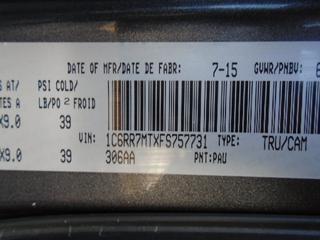 DATE OF MFR/DATE DE FABR: 7-15 GVWR/PNBV:
S AT/ PSI COLD/
TES A LB/PO 2 FROID
X9.0 39
VIN: 1C6RR7MTXFS757731 TYPE: TRU/CAM
X9.0 39 306AA PNT:PAU